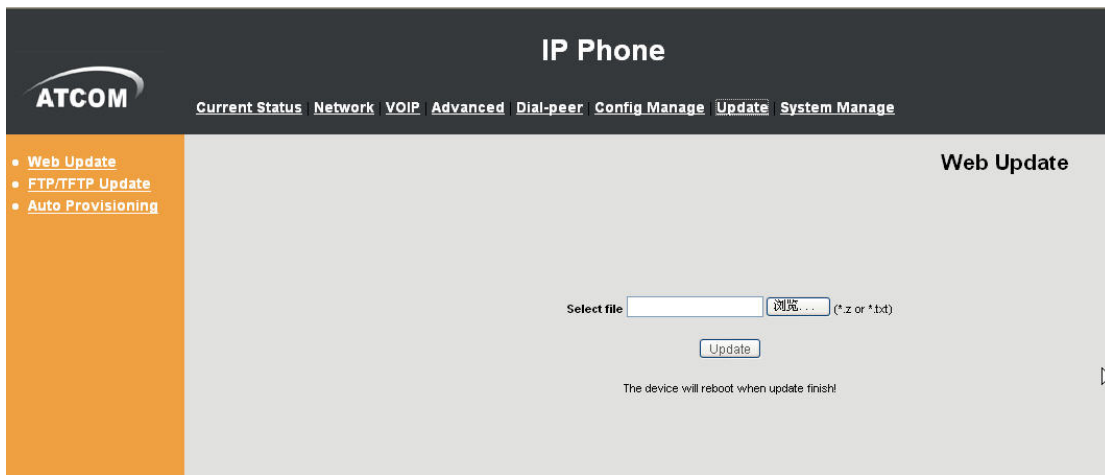 IP Phone
ATCOM
Current Status | Network | VOIP | Advanced | Dial-peer | Config Manage | Update | System Manage
Web Update
FTP/TFTP Update
Auto Provisioning
Web Update
Select file 浏览... (*.z or *.txt)
Update
The device will reboot when update finish!